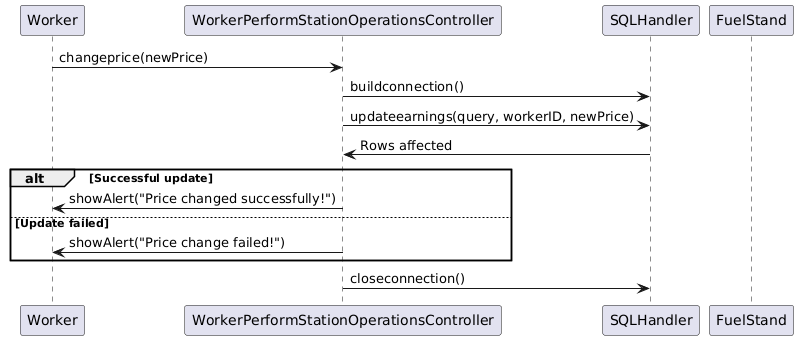 Worker WorkerPerformStationOperationsController SQLHandler FuelStand
changeprice(newPrice)
buildconnection()
updateearnings(query, workerID, newPrice)
Rows affected
alt [Successful update]
showAlert("Price changed successfully!")
[Update failed]
showAlert("Price change failed!")
closeconnection()
Worker WorkerPerformStationOperationsController SQLHandler FuelStand